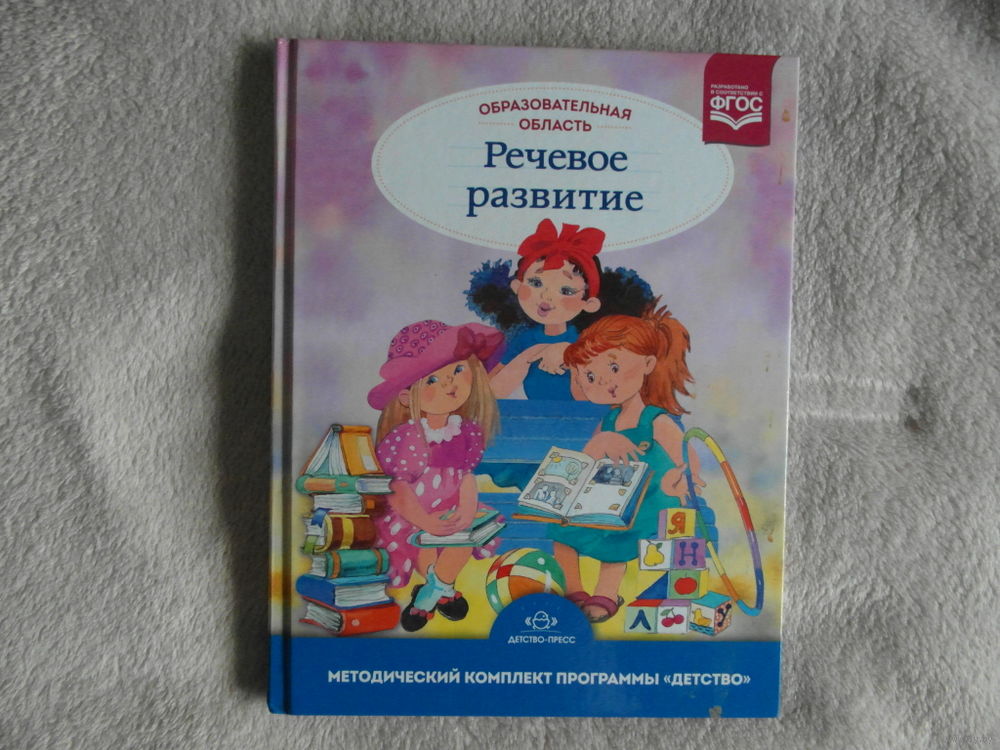 РАЗРАБОТАНО
В СООТВЕТСТВИИ С
ФГОС
ОБРАЗОВАТЕЛЬНАЯ
ОБЛАСТЬ
Речевое
развитие
Я
Н
Л
ДЕТСТВО-ПРЕСС
МЕТОДИЧЕСКИЙ КОМПЛЕКТ ПРОГРАММЫ «ДЕТСТВО»